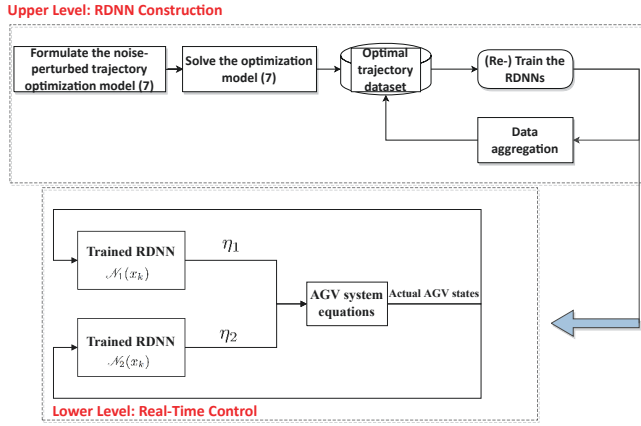 Upper Level: RDNN Construction
Formulate the noise-
perturbed trajectory
optimization model (7)
Solve the optimization
model (7)
Optimal
trajectory
dataset
(Re-) Train the
RDNNs
Data
aggregation
Trained RDNN
𝒩₁(xₖ)
η₁
AGV system
equations
Actual AGV states
Trained RDNN
𝒩₂(xₖ)
η₂
Lower Level: Real-Time Control